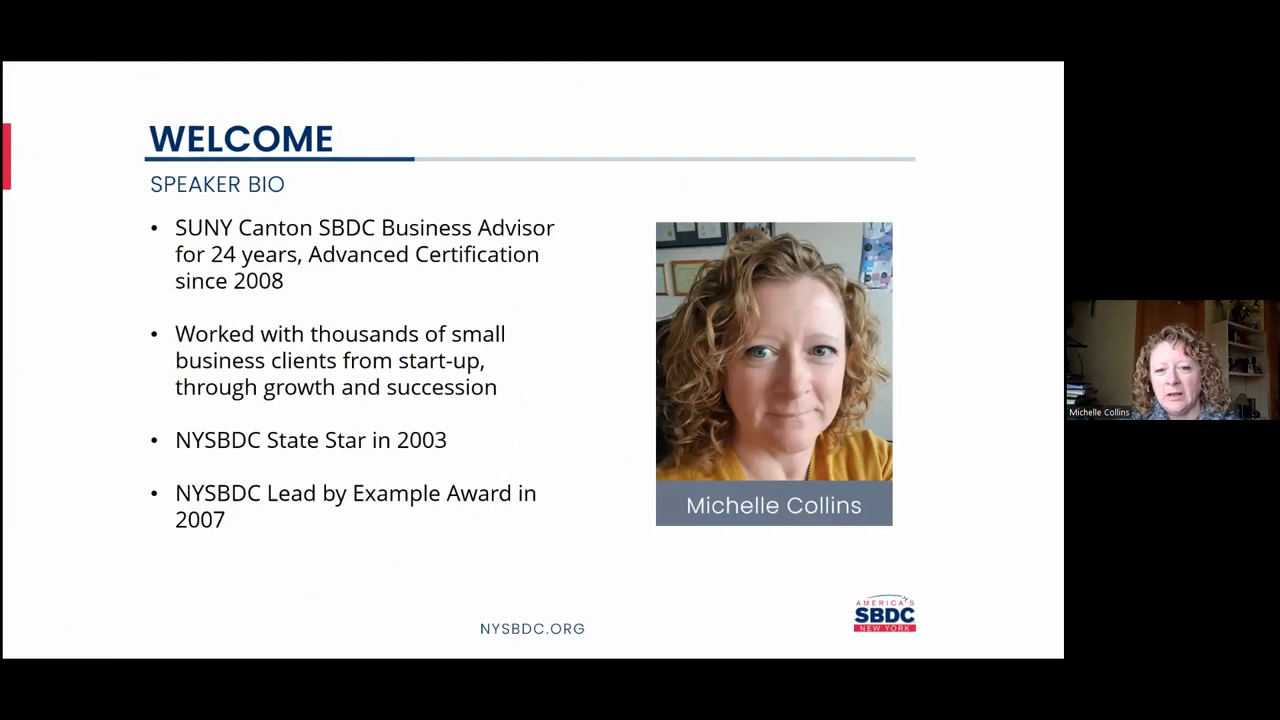 WELCOME
SPEAKER BIO
• SUNY Canton SBDC Business Advisor
for 24 years, Advanced Certification
since 2008
• Worked with thousands of small
business clients from start-up,
through growth and succession
• NYSBDC State Star in 2003
• NYSBDC Lead by Example Award in
2007
Michelle Collins
Michelle Collins
NYSBDC.ORG
AMERICA'S
SBDC
NEW YORK